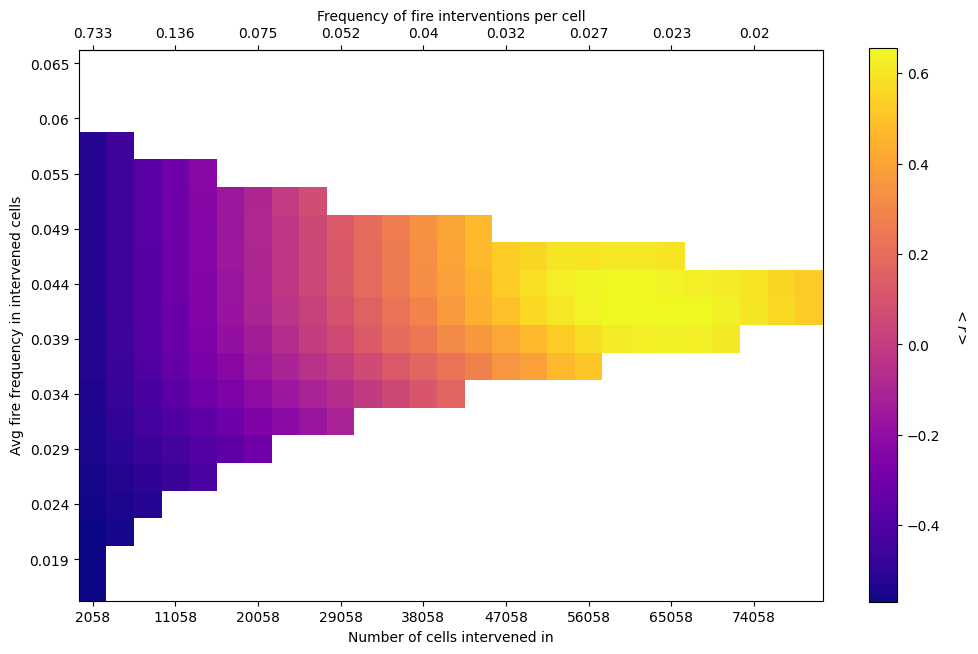 Frequency of fire interventions per cell
0.733 0.136 0.075 0.052 0.04 0.032 0.027 0.023 0.02
0.065
0.06
0.055
0.049
0.044
0.039
0.034
0.029
0.024
0.019
Avg fire frequency in intervened cells
2058 11058 20058 29058 38058 47058 56058 65058 74058
Number of cells intervened in
0.6
0.4
0.2
0.0
−0.2
−0.4
< r >